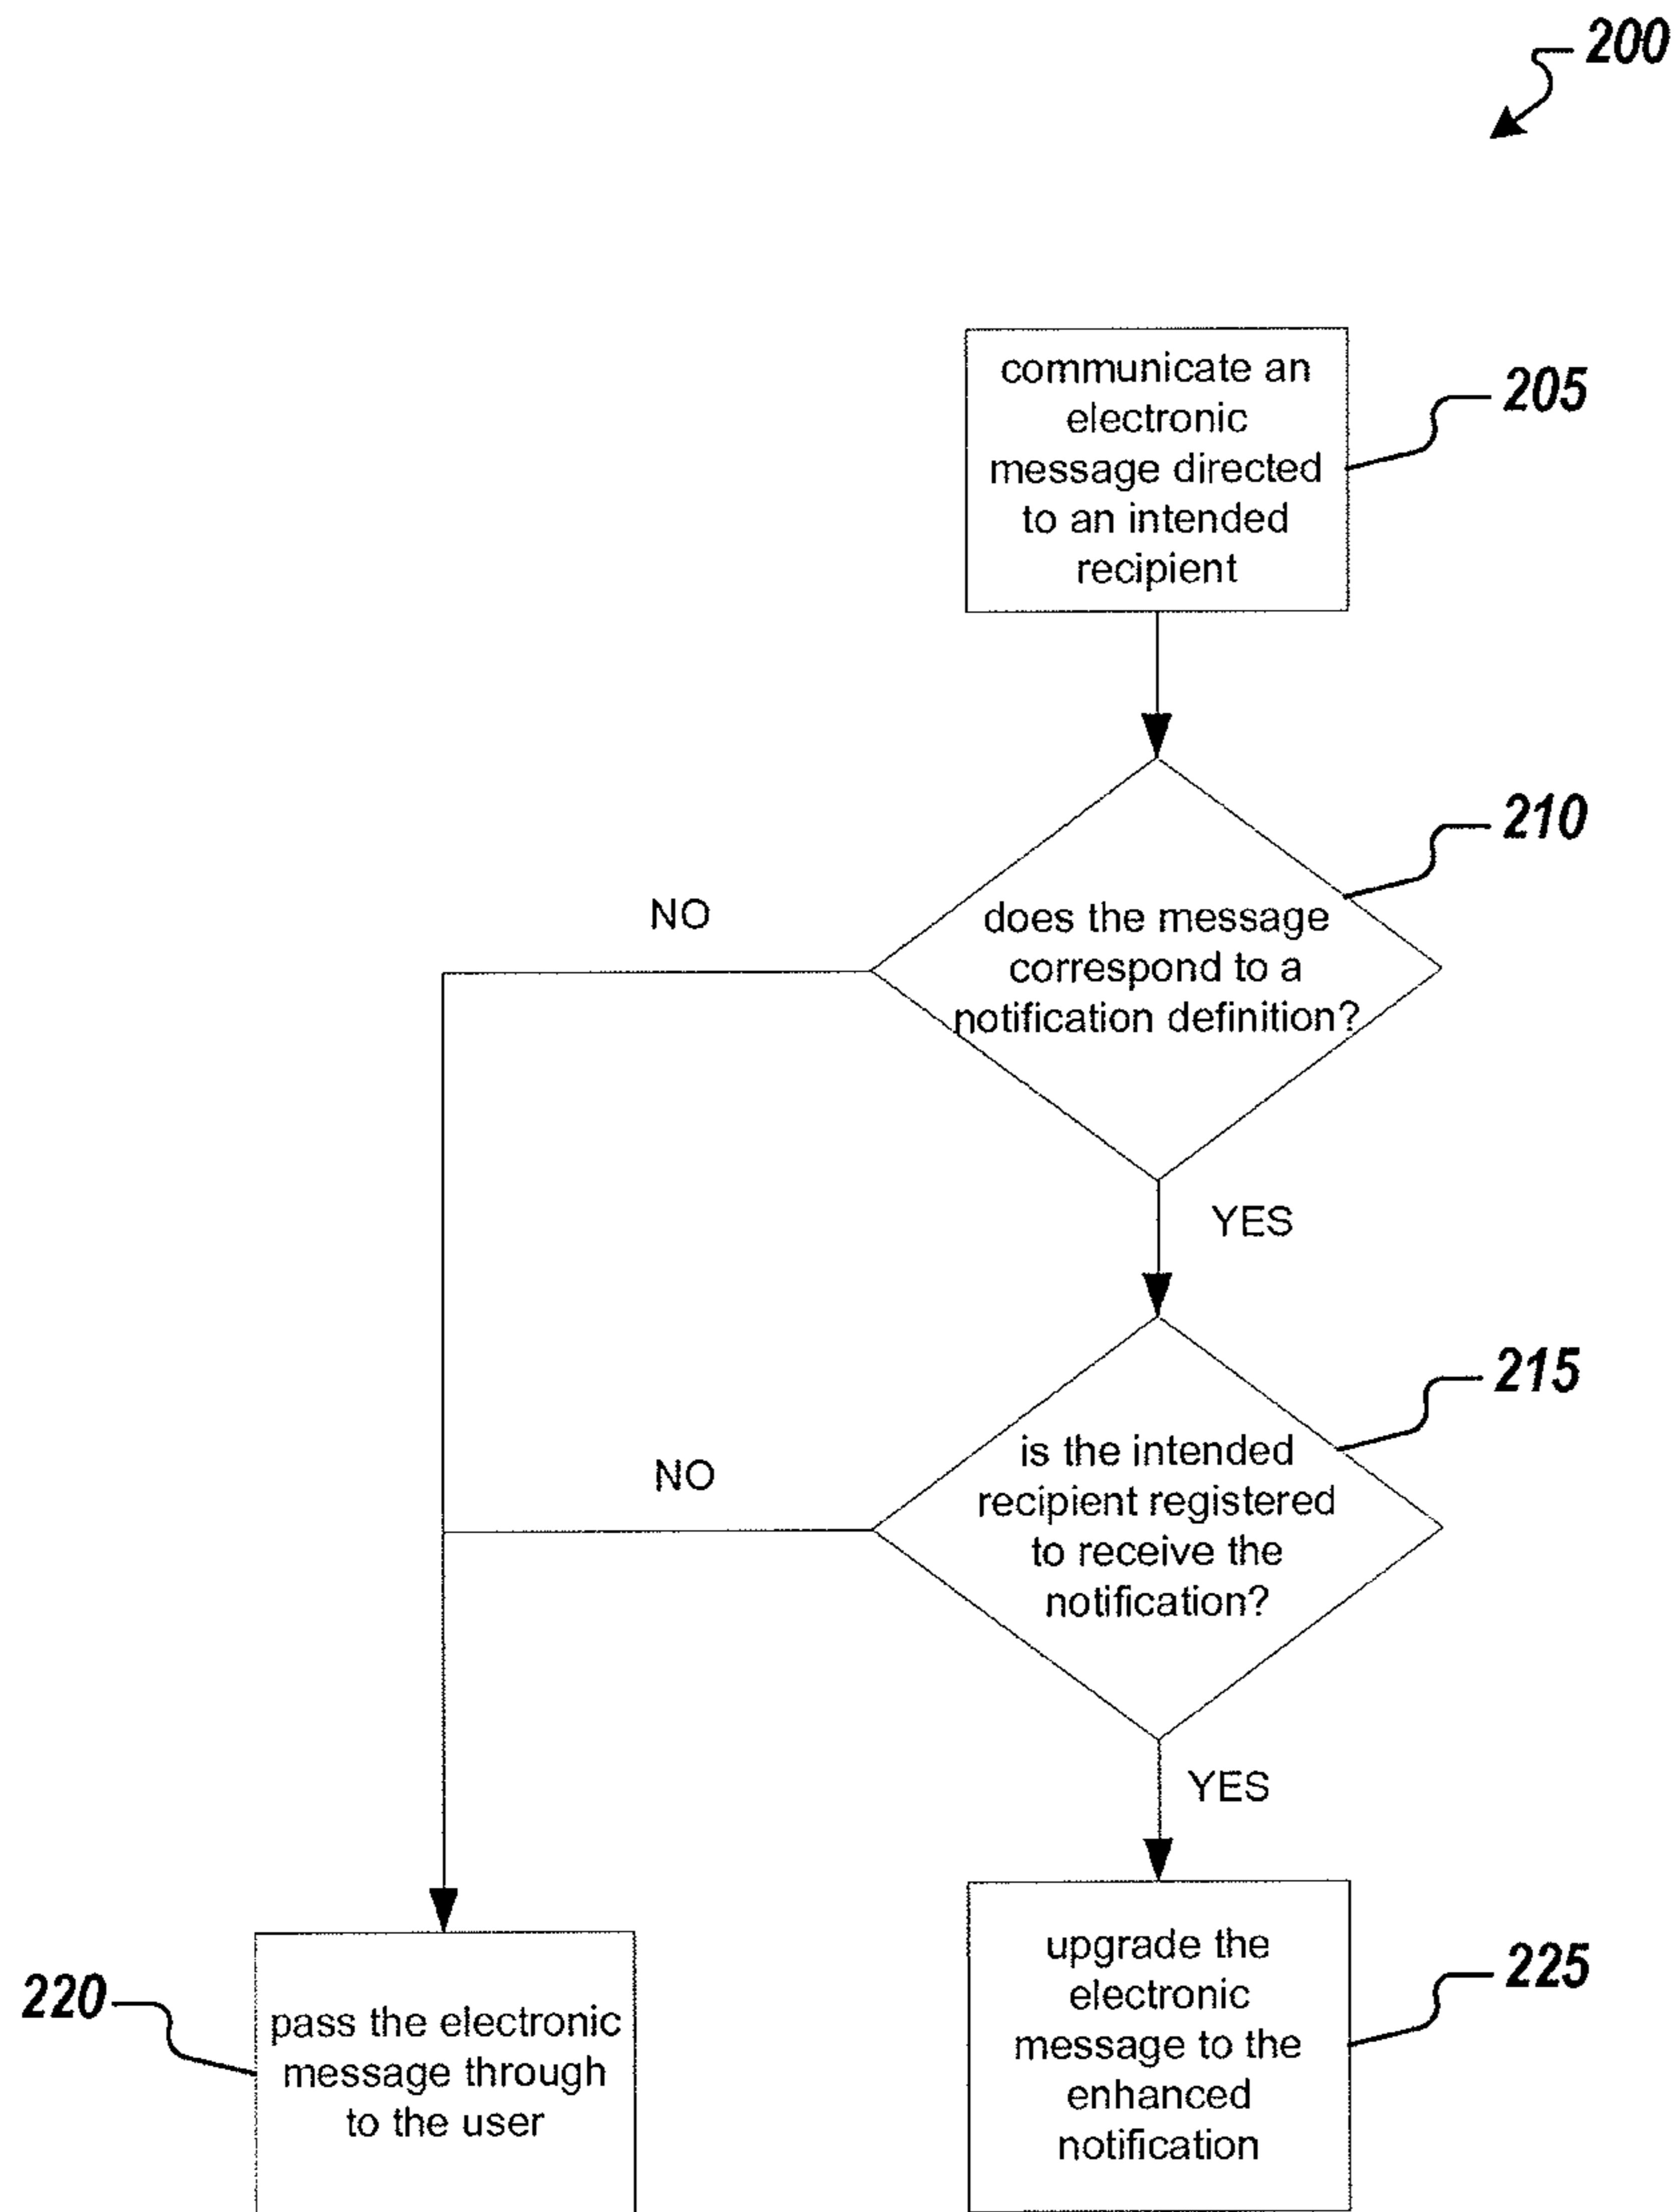 200
communicate an
electronic
message directed
to an intended
recipient
205
210
does the message
correspond to a
notification definition?
NO
YES
215
is the intended
recipient registered
to receive the
notification?
NO
YES
220
pass the electronic
message through
to the user
upgrade the
electronic
message to the
enhanced
notification
225